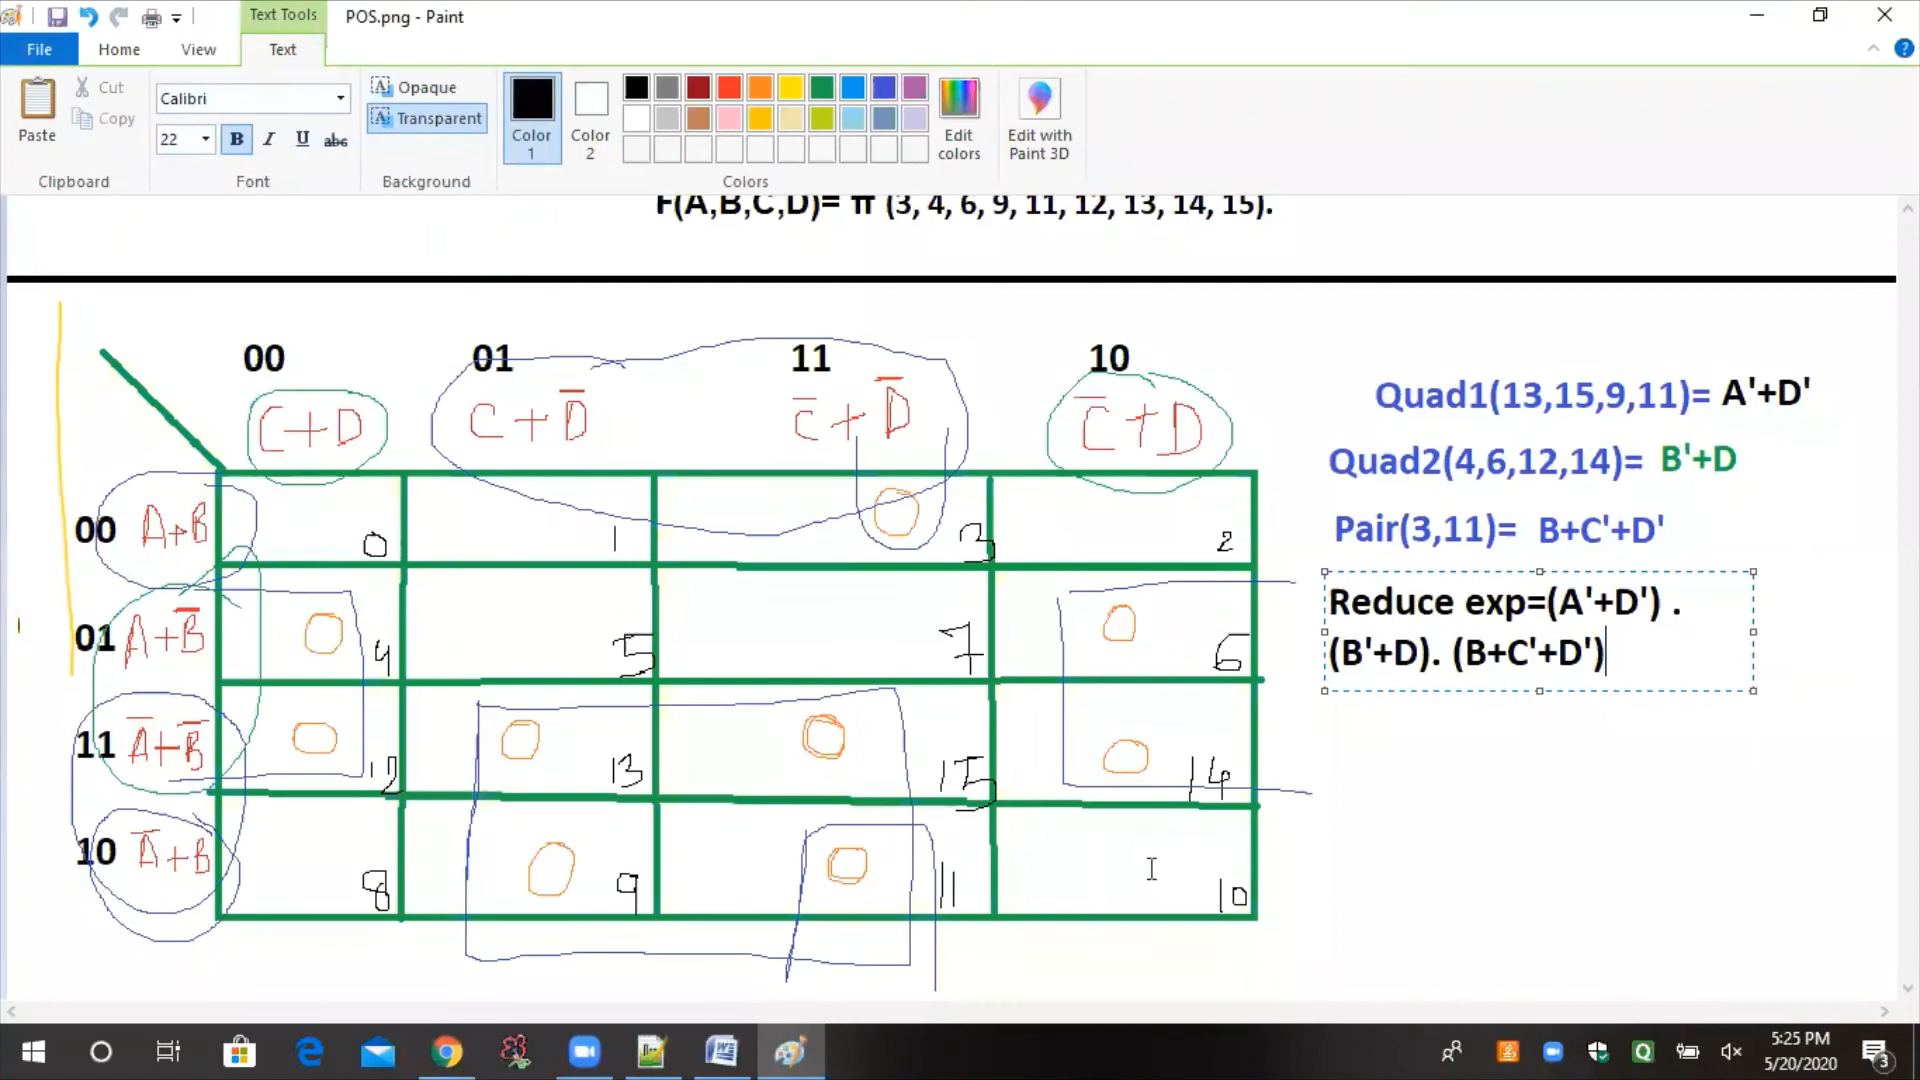 Text Tools
POS.png - Paint
File Home View Text
Paste
Cut
Copy
Clipboard
Calibri
22 B I U abc
Font
Opaque
Transparent
Background
Color 1
Color 2
Edit colors
Edit with Paint 3D
Colors
F(A,B,C,D)= π (3, 4, 6, 9, 11, 12, 13, 14, 15).
00 01 11 10
C+D C+D̅ C̅+D̅ C̅+D
00 A+B 0 1 3 2
01 A+B̅ 4 5 7 6
11 A̅+B̅ 12 13 15 14
10 A̅+B 8 9 11 10
Quad1(13,15,9,11)= A'+D'
Quad2(4,6,12,14)= B'+D
Pair(3,11)= B+C'+D'
Reduce exp=(A'+D') .
(B'+D). (B+C'+D')
5:25 PM
5/20/2020
3